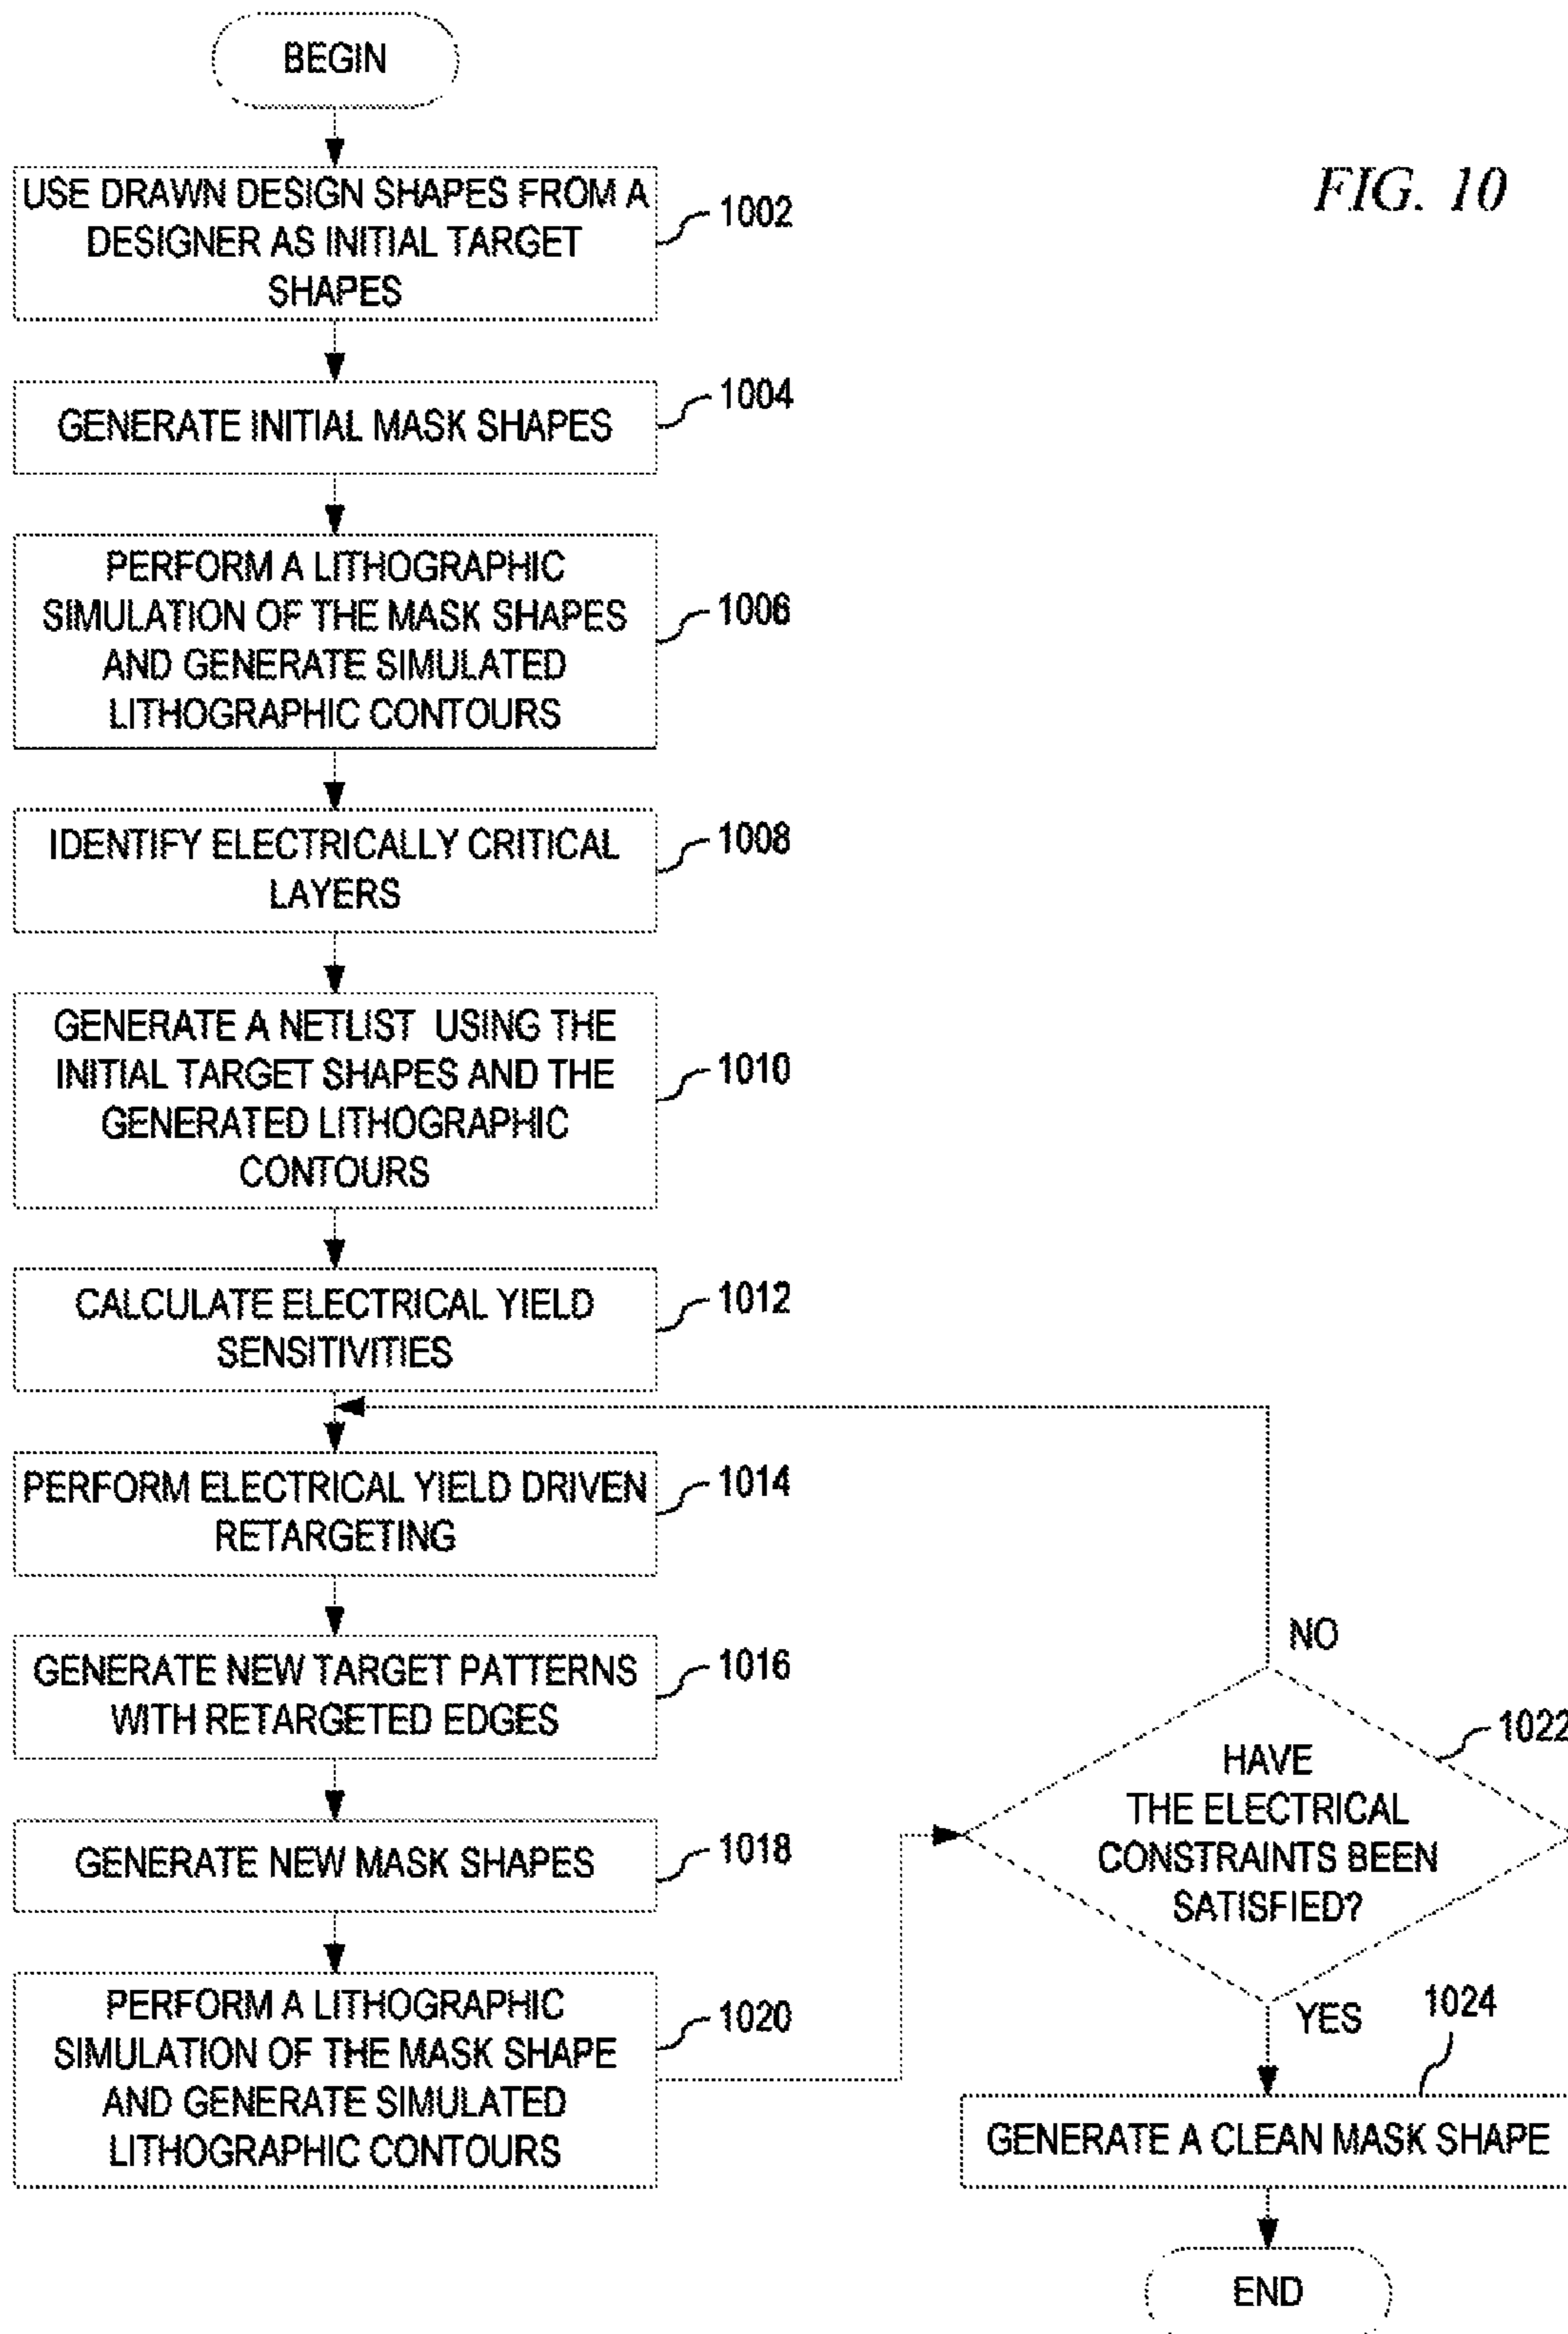 BEGIN
FIG. 10
USE DRAWN DESIGN SHAPES FROM A
DESIGNER AS INITIAL TARGET
SHAPES
1002
GENERATE INITIAL MASK SHAPES
1004
PERFORM A LITHOGRAPHIC
SIMULATION OF THE MASK SHAPES
AND GENERATE SIMULATED
LITHOGRAPHIC CONTOURS
1006
IDENTIFY ELECTRICALLY CRITICAL
LAYERS
1008
GENERATE A NETLIST USING THE
INITIAL TARGET SHAPES AND THE
GENERATED LITHOGRAPHIC
CONTOURS
1010
CALCULATE ELECTRICAL YIELD
SENSITIVITIES
1012
PERFORM ELECTRICAL YIELD DRIVEN
RETARGETING
1014
GENERATE NEW TARGET PATTERNS
WITH RETARGETED EDGES
1016
GENERATE NEW MASK SHAPES
1018
PERFORM A LITHOGRAPHIC
SIMULATION OF THE MASK SHAPE
AND GENERATE SIMULATED
LITHOGRAPHIC CONTOURS
1020
NO
HAVE
THE ELECTRICAL
CONSTRAINTS BEEN
SATISFIED?
1022
YES
1024
GENERATE A CLEAN MASK SHAPE
END